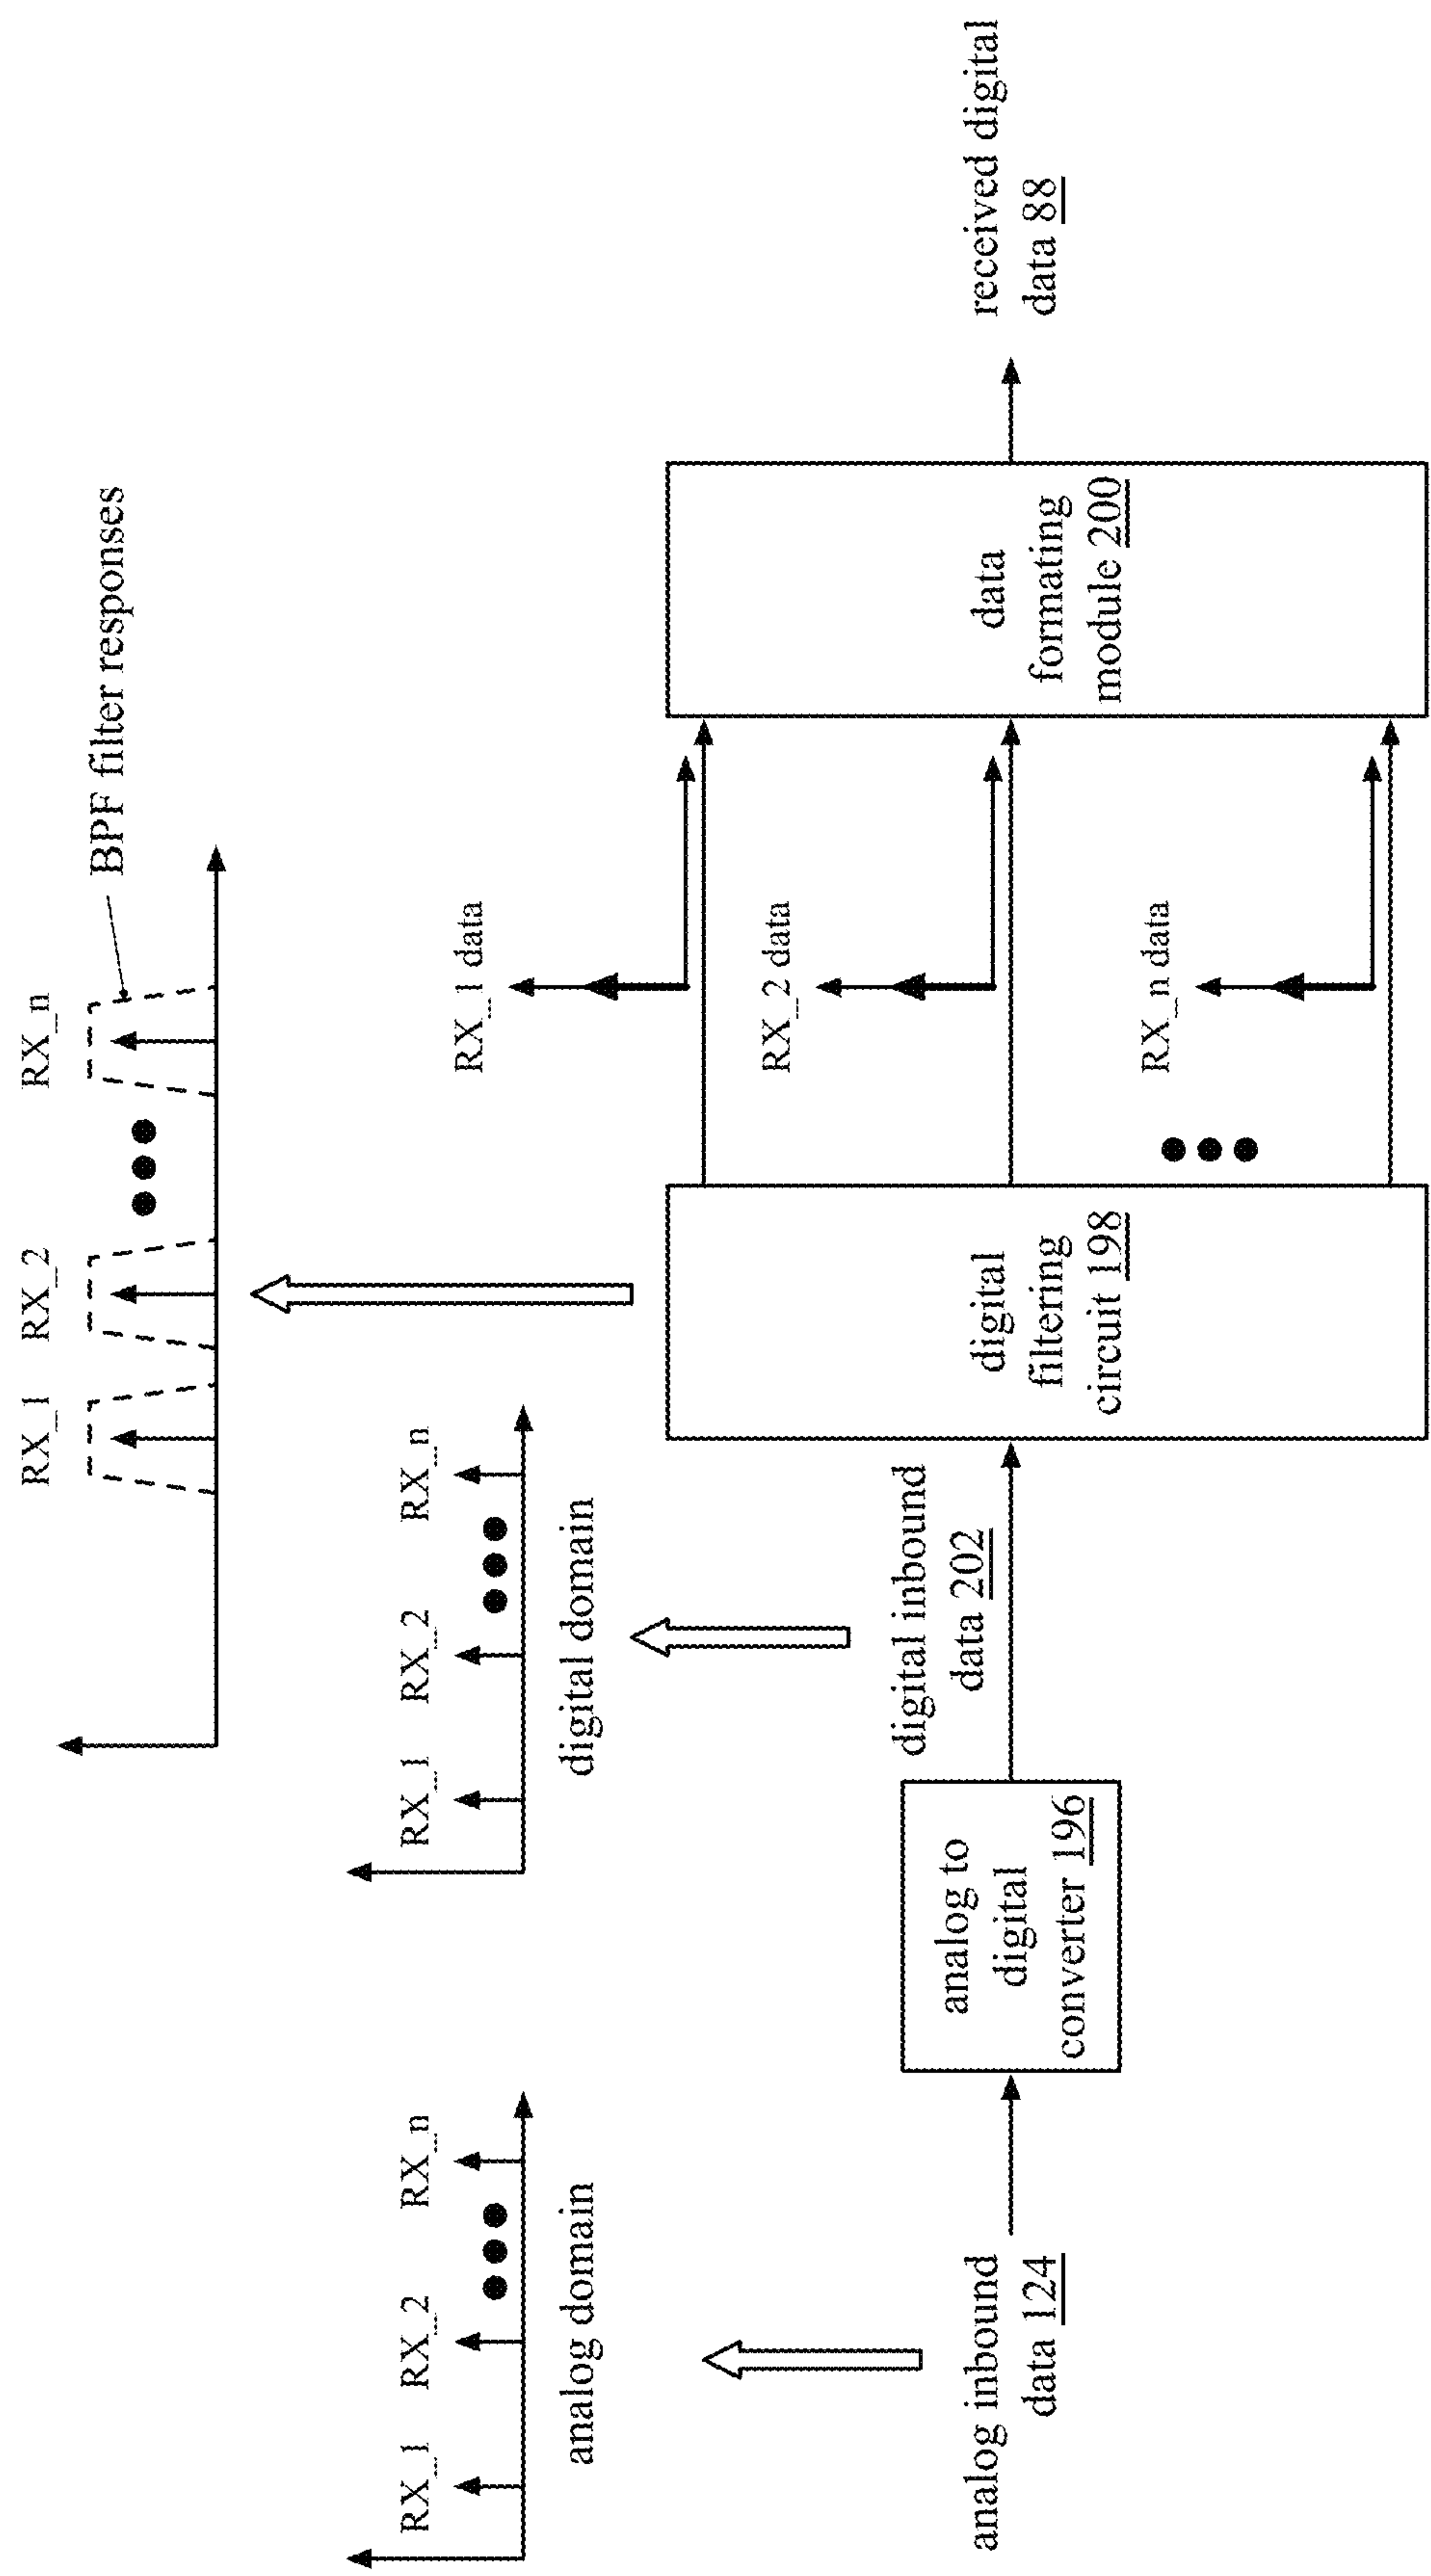 RX_1
RX_2
RX_n
BPF filter responses
RX_1
RX_2
RX_n
analog domain
RX_1
RX_2
RX_n
digital domain
RX_1 data
RX_2 data
RX_n data
analog inbound
data 124
analog to
digital
converter 196
digital inbound
data 202
digital
filtering
circuit 198
data
formating
module 200
received digital
data 88